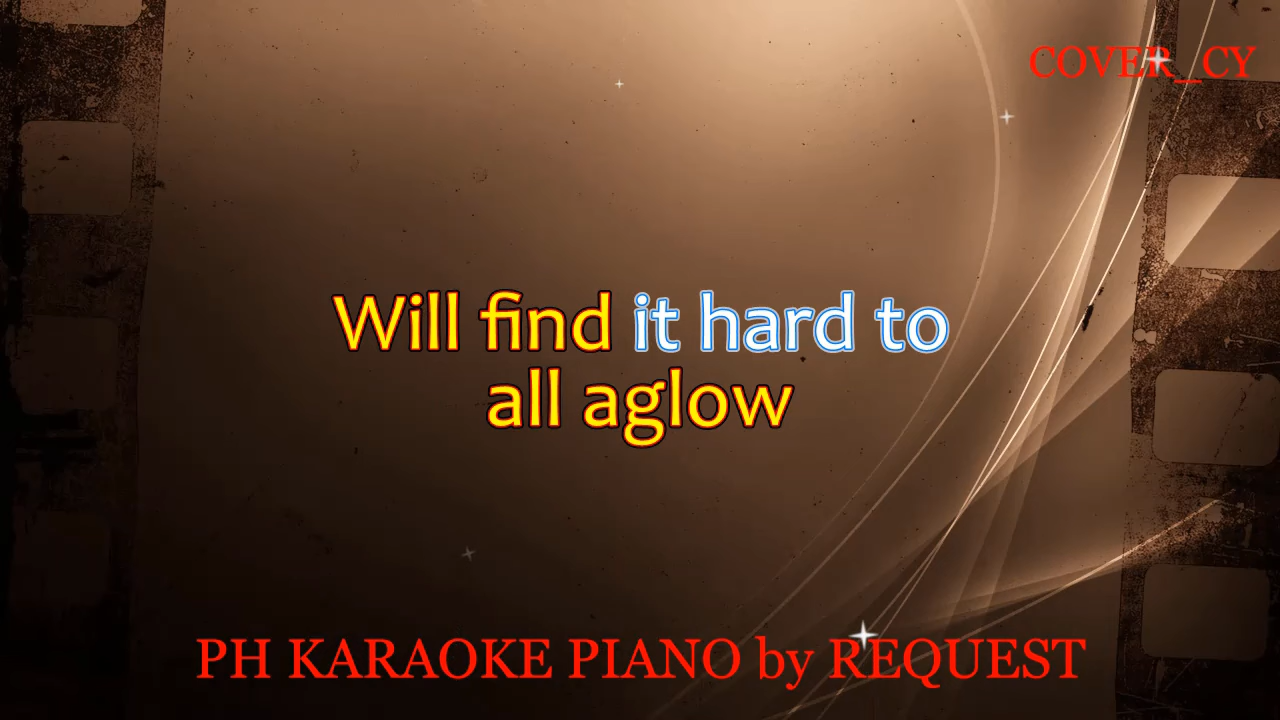 COVER_CY
Will find it hard to
all aglow
PH KARAOKE PIANO by REQUEST